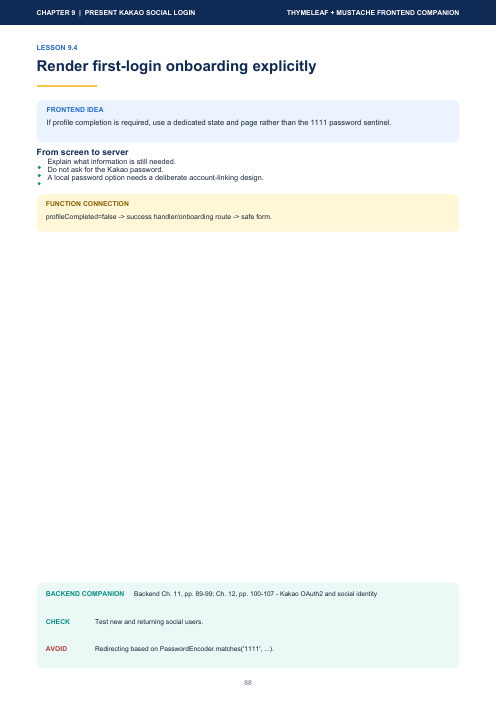 CHAPTER 9 | PRESENT KAKAO SOCIAL LOGIN
THYMELEAF + MUSTACHE FRONTEND COMPANION
LESSON 9.4
Render first-login onboarding explicitly
FRONTEND IDEA
If profile completion is required, use a dedicated state and page rather than the 1111 password sentinel.
From screen to server
Explain what information is still needed.
Do not ask for the Kakao password.
A local password option needs a deliberate account-linking design.
FUNCTION CONNECTION
profileCompleted=false -> success handler/onboarding route -> safe form.
BACKEND COMPANION Backend Ch. 11, pp. 89-99; Ch. 12, pp. 100-107 - Kakao OAuth2 and social identity
CHECK Test new and returning social users.
AVOID Redirecting based on PasswordEncoder.matches('1111', ...).
88